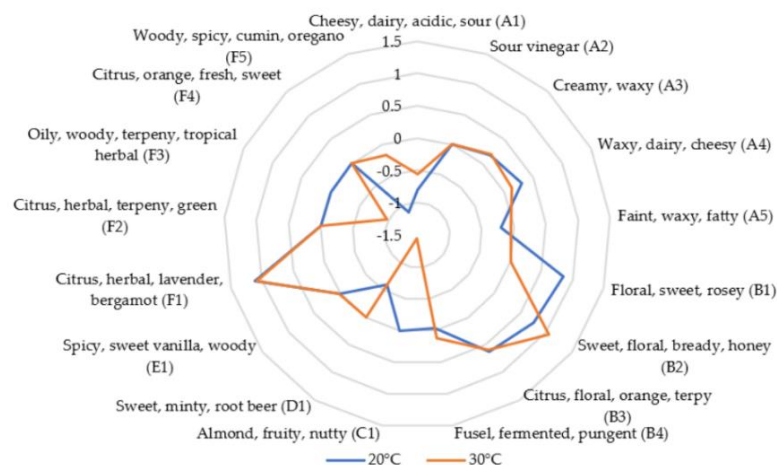 Cheesy, dairy, acidic, sour (A1)
Sour vinegar (A2)
Creamy, waxy (A3)
Waxy, dairy, cheesy (A4)
Faint, waxy, fatty (A5)
Floral, sweet, rosey (B1)
Sweet, floral, bready, honey
(B2)
Citrus, floral, orange, terpy
(B3)
Fusel, fermented, pungent (B4)
Almond, fruity, nutty (C1)
Sweet, minty, root beer (D1)
Spicy, sweet vanilla, woody
(E1)
Citrus, herbal, lavender,
bergamot (F1)
Citrus, herbal, terpeny, green
(F2)
Oily, woody, terpeny, tropical
herbal (F3)
Citrus, orange, fresh, sweet
(F4)
Woody, spicy, cumin, oregano
(F5)
1.5
1
0.5
0
-0.5
-1
-1.5
20°C
30°C